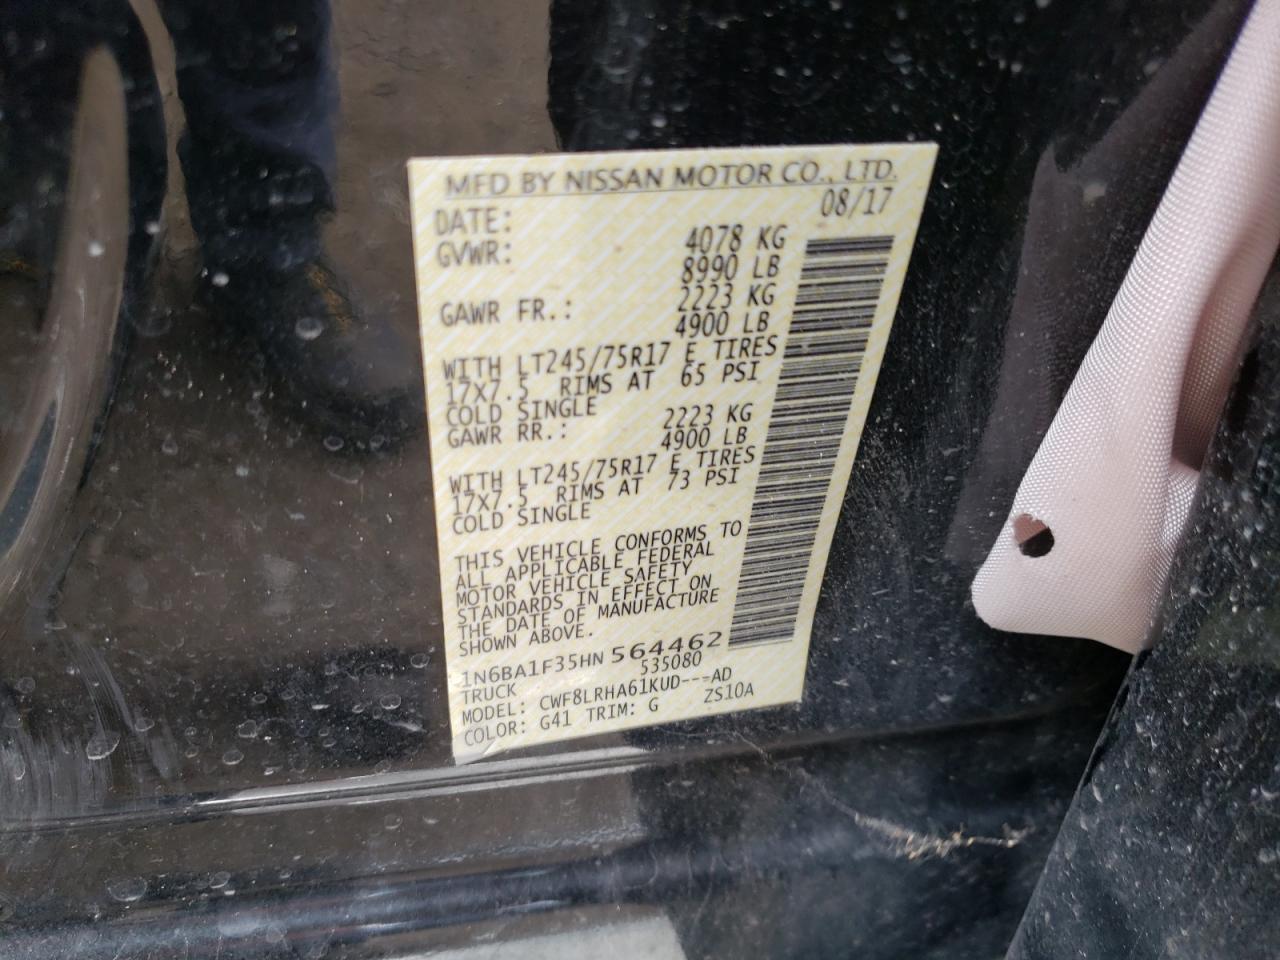 MFD BY NISSAN MOTOR CO., LTD.
DATE: 08/17
GVWR: 4078 KG
8990 LB
GAWR FR.: 2223 KG
4900 LB
WITH LT245/75R17 E TIRES
17X7.5 RIMS AT 65 PSI
COLD SINGLE
GAWR RR.: 2223 KG
4900 LB
WITH LT245/75R17 E TIRES
17X7.5 RIMS AT 73 PSI
COLD SINGLE
THIS VEHICLE CONFORMS TO
ALL APPLICABLE FEDERAL
MOTOR VEHICLE SAFETY
STANDARDS IN EFFECT ON
THE DATE OF MANUFACTURE
SHOWN ABOVE.
1N6BA1F35HN 564462
TRUCK 535080
MODEL: CWF8LRHA61KUD---AD
COLOR: G41 TRIM: G ZS10A